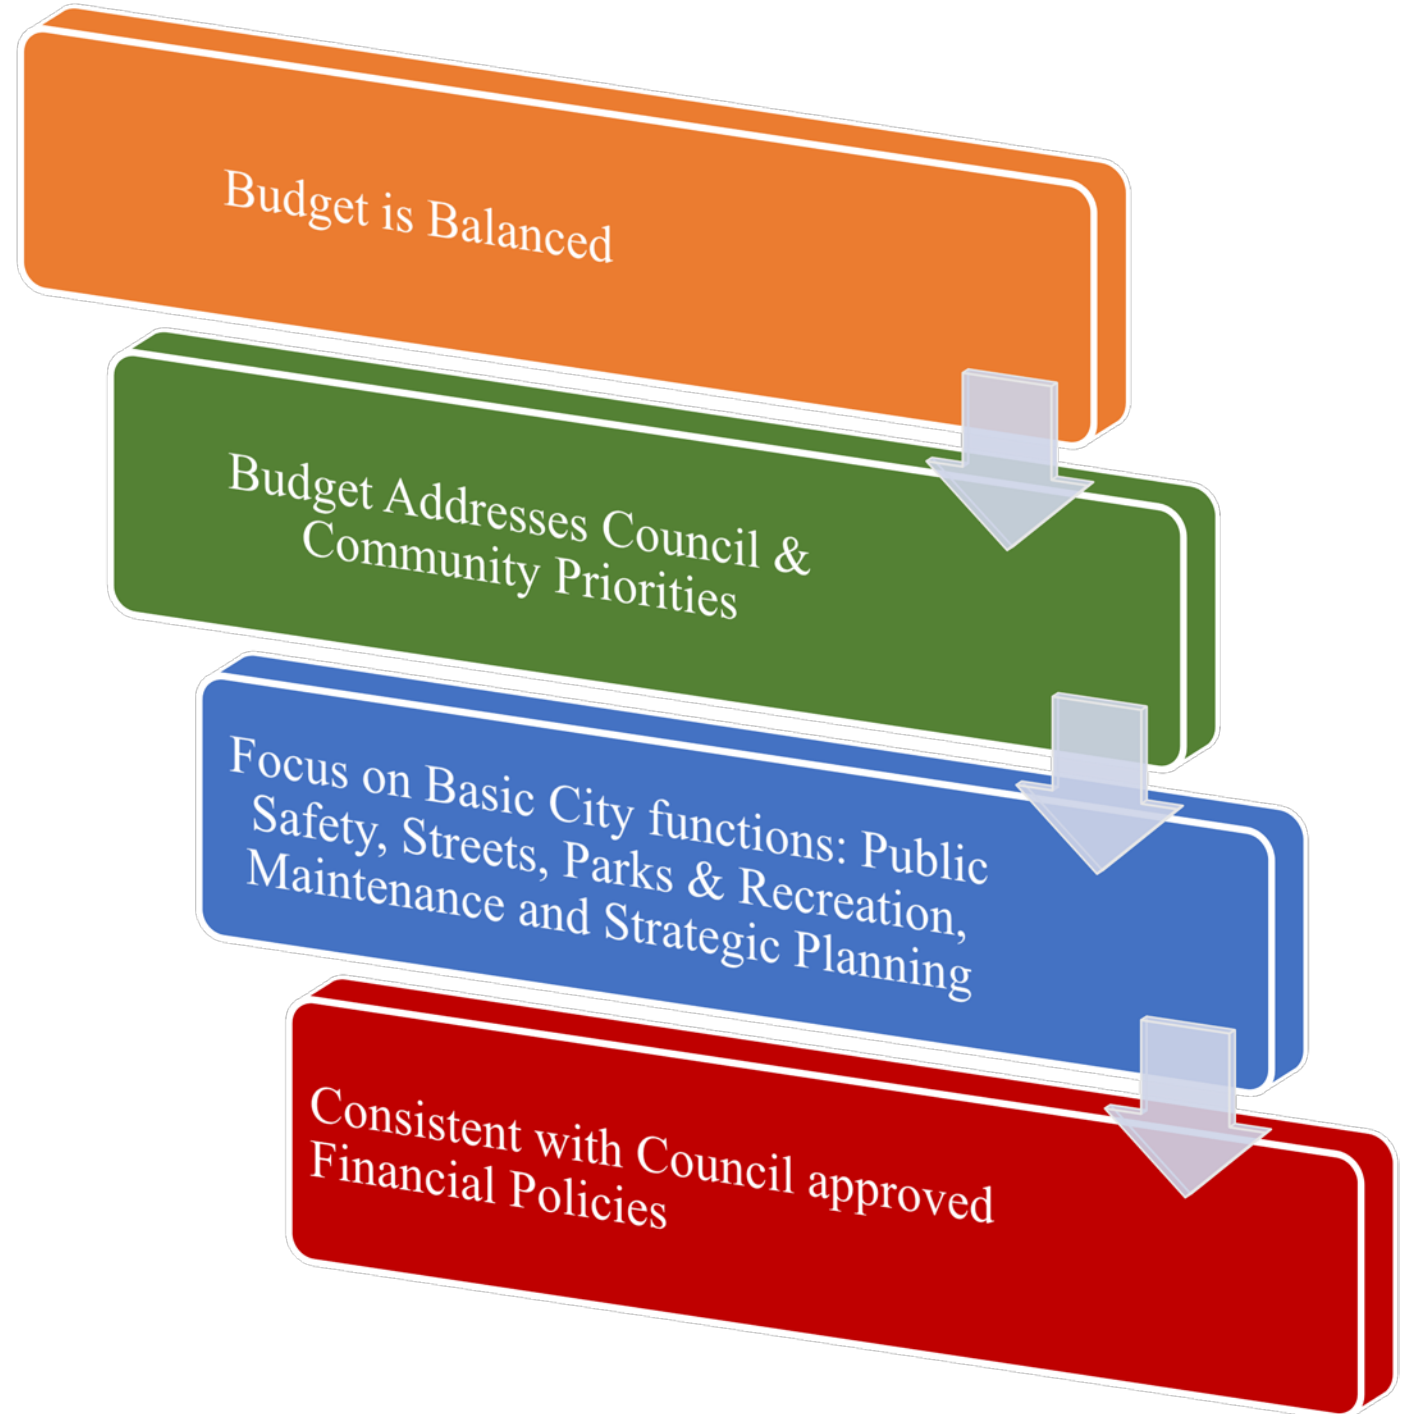 Budget is Balanced
Budget Addresses Council &
Community Priorities
Focus on Basic City functions: Public
Safety, Streets, Parks & Recreation,
Maintenance and Strategic Planning
Consistent with Council approved
Financial Policies